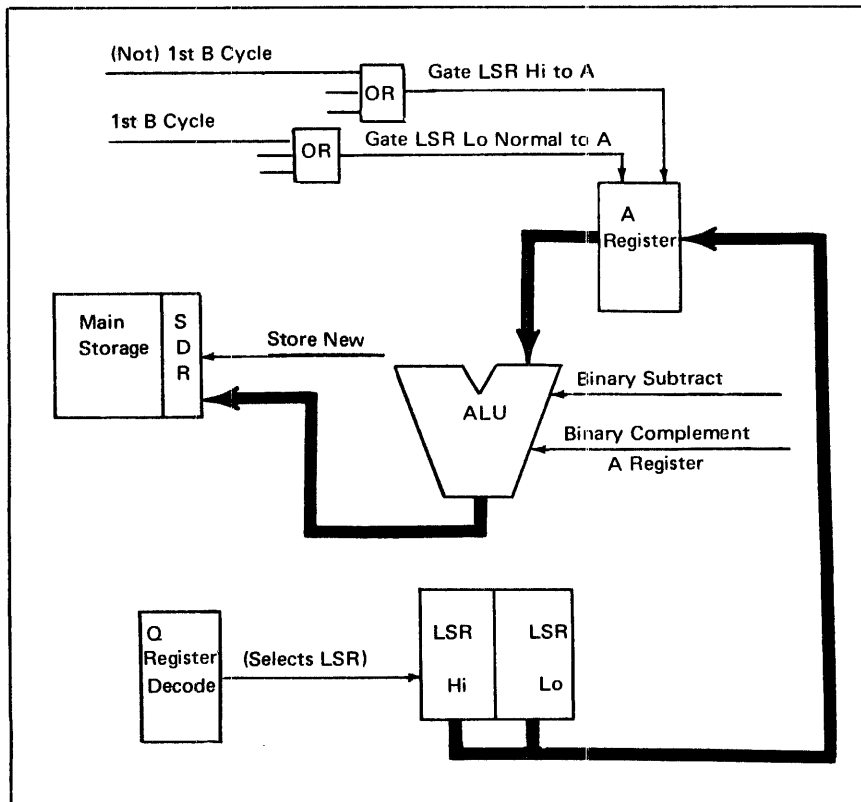 (Not) 1st B Cycle
OR
Gate LSR Hi to A
1st B Cycle
OR
Gate LSR Lo Normal to A
A
Register
Main
Storage
S
D
R
Store New
ALU
Binary Subtract
Binary Complement
A Register
Q
Register
Decode
(Selects LSR)
LSR
Hi
LSR
Lo